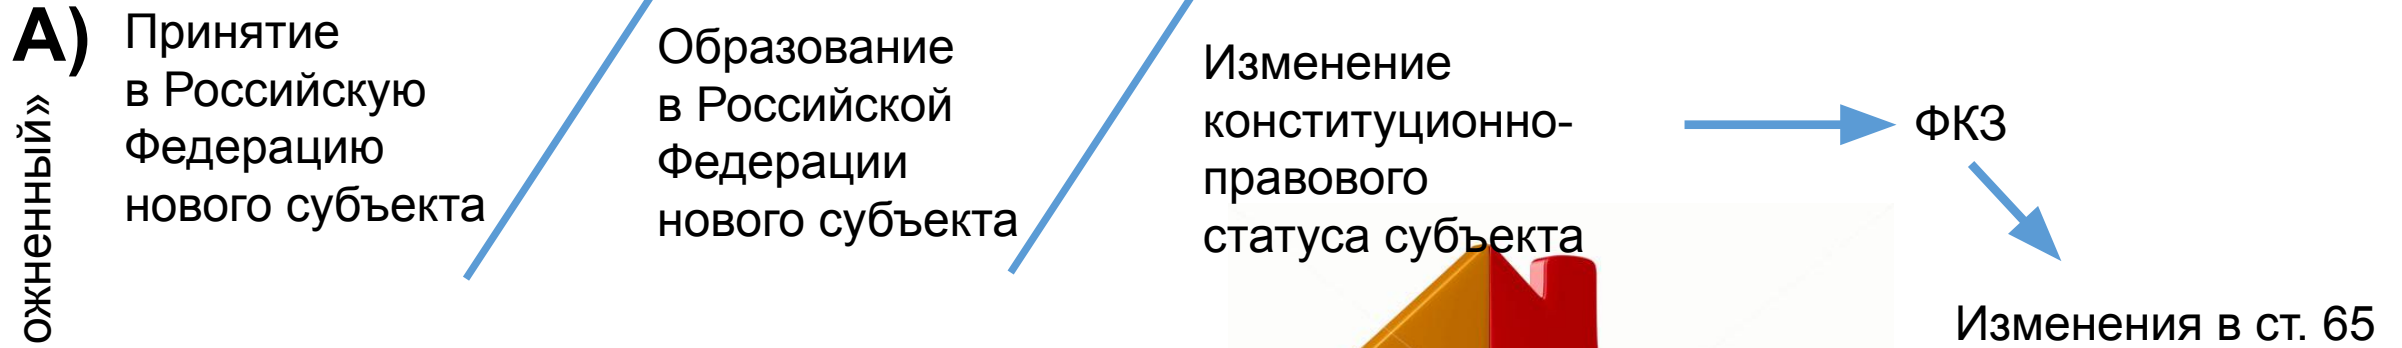 А)
Принятие
в Российскую
Федерацию
нового субъекта
Образование
в Российской
Федерации
нового субъекта
Изменение
конституционно-
правового
статуса субъекта
ФКЗ
Изменения в ст. 65
ожненный»